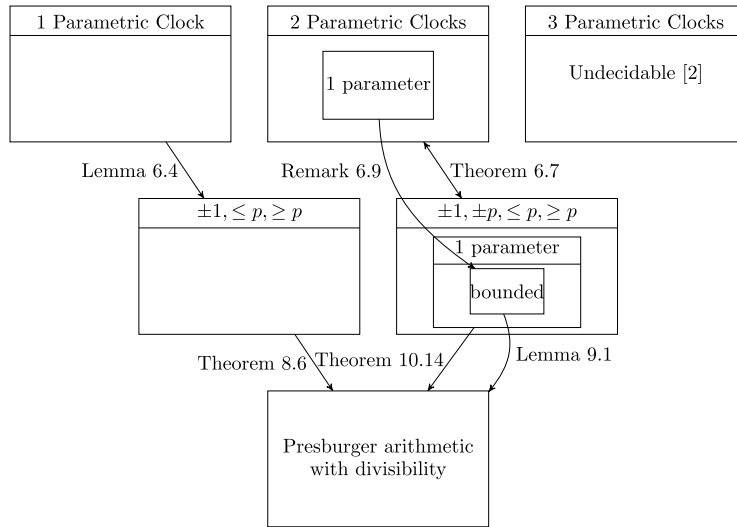 1 Parametric Clock
2 Parametric Clocks
3 Parametric Clocks
1 parameter
Undecidable [2]
Lemma 6.4
Remark 6.9
Theorem 6.7
±1, ≤ p, ≥ p
±1, ±p, ≤ p, ≥ p
1 parameter
bounded
Theorem 8.6
Theorem 10.14
Lemma 9.1
Presburger arithmetic
with divisibility